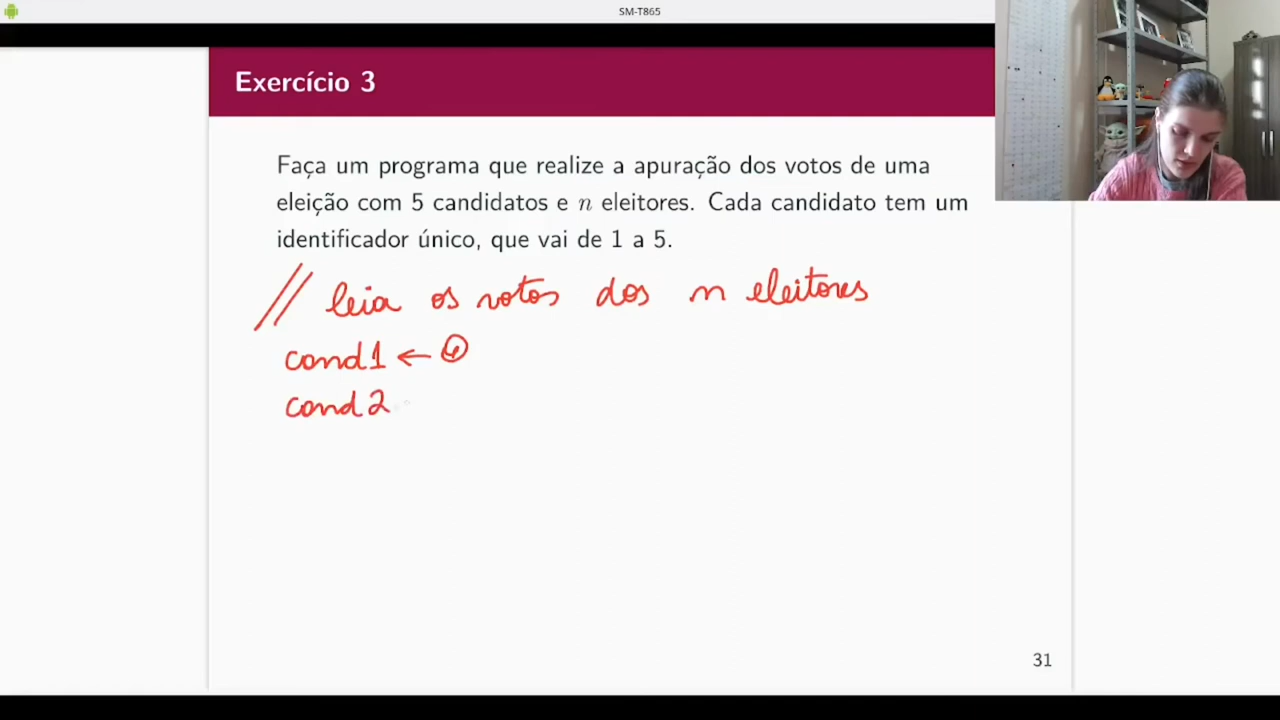 SM-T865
Exercício 3
Faça um programa que realize a apuração dos votos de uma
eleição com 5 candidatos e n eleitores. Cada candidato tem um
identificador único, que vai de 1 a 5.
// leia os votos dos n eleitores
cand1 ←
cand2
31